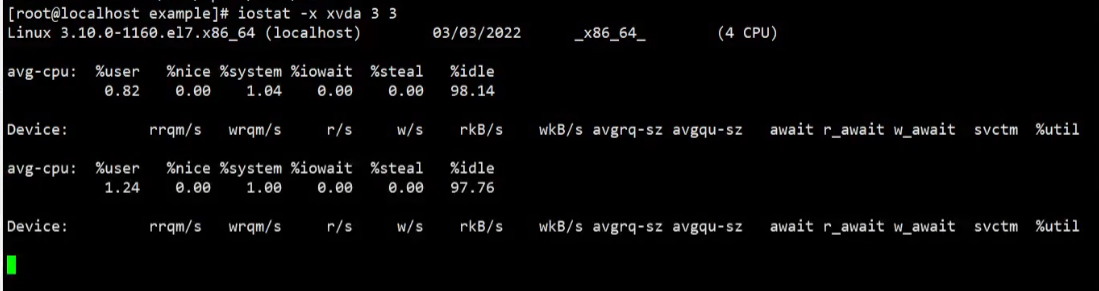 [root@localhost example]# iostat -x xvda 3 3
Linux 3.10.0-1160.el7.x86_64 (localhost) 03/03/2022 _x86_64_ (4 CPU)
avg-cpu: %user %nice %system %iowait %steal %idle
0.82 0.00 1.04 0.00 0.00 98.14
Device: rrqm/s wrqm/s r/s w/s rkB/s wkB/s avgrq-sz avgqu-sz await r_await w_await svctm %util
avg-cpu: %user %nice %system %iowait %steal %idle
1.24 0.00 1.00 0.00 0.00 97.76
Device: rrqm/s wrqm/s r/s w/s rkB/s wkB/s avgrq-sz avgqu-sz await r_await w_await svctm %util